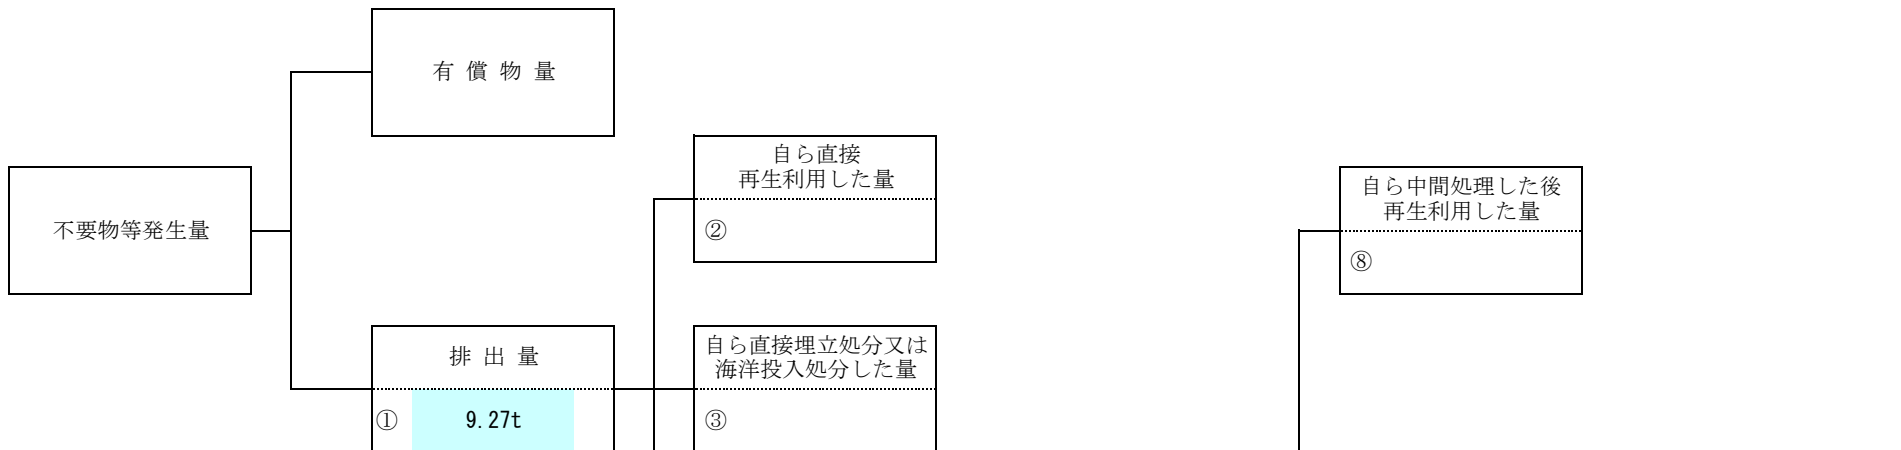 有 償 物 量
自ら直接
再生利用した量
②
自ら中間処理した後
再生利用した量
⑧
不要物等発生量
排 出 量
① 9.27t
自ら直接埋立処分又は
海洋投入処分した量
③